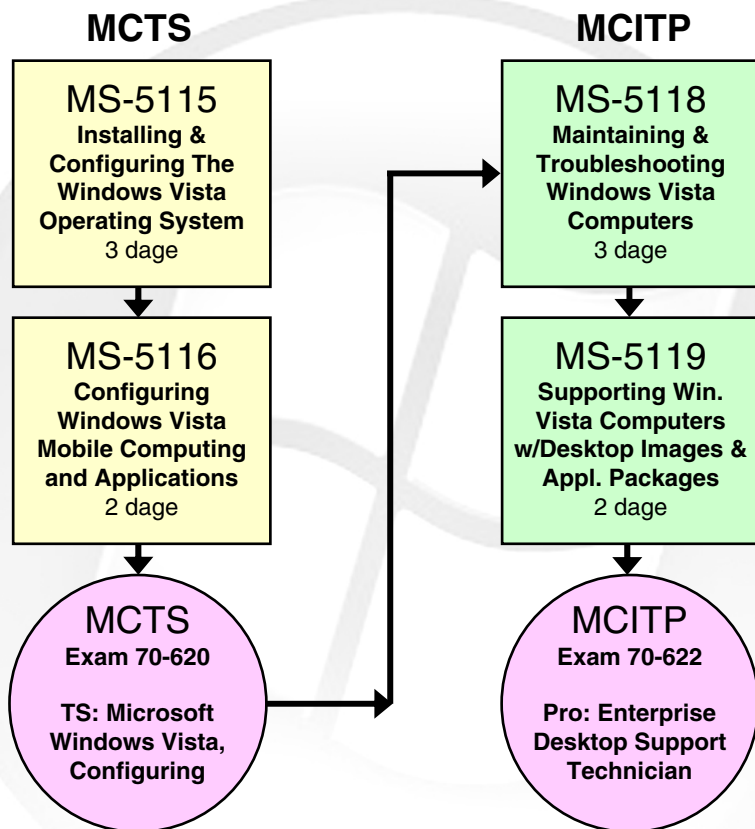 MCTS
MS-5115
Installing &
Configuring The
Windows Vista
Operating System
3 dage
MS-5116
Configuring
Windows Vista
Mobile Computing
and Applications
2 dage
MCTS
Exam 70-620
TS: Microsoft
Windows Vista,
Configuring
MCITP
MS-5118
Maintaining &
Troubleshooting
Windows Vista
Computers
3 dage
MS-5119
Supporting Win.
Vista Computers
w/Desktop Images &
Appl. Packages
2 dage
MCITP
Exam 70-622
Pro: Enterprise
Desktop Support
Technician